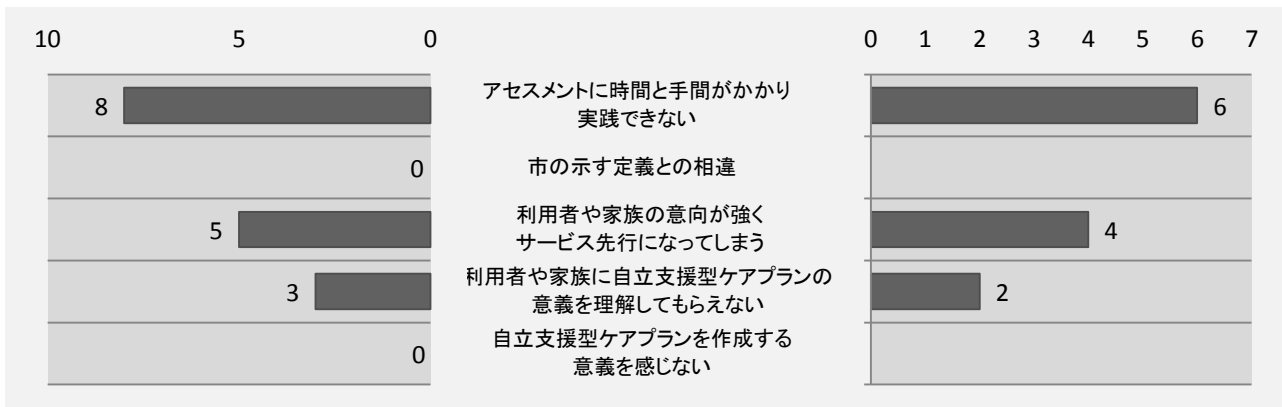 10 5 0 0 1 2 3 4 5 6 7
8 アセスメントに時間と手間がかかり 6
実践できない
0 市の示す定義との相違
利用者や家族の意向が強く
5 サービス先行になってしまう 4
利用者や家族に自立支援型ケアプランの
3 意義を理解してもらえない 2
自立支援型ケアプランを作成する
0 意義を感じない